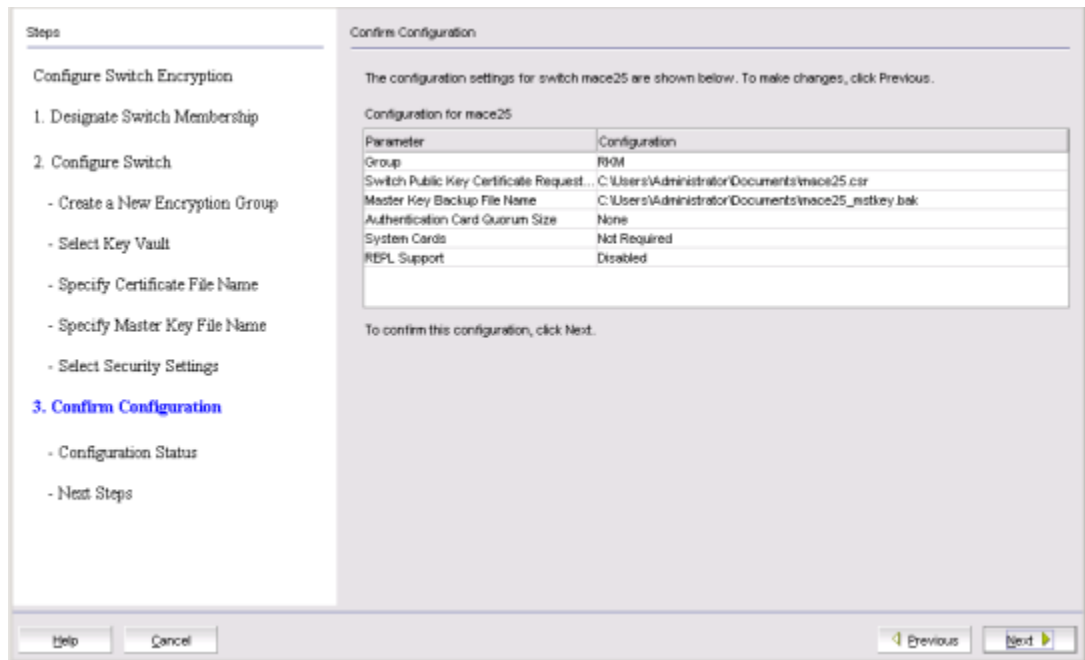 Steps
Configure Switch Encryption
1. Designate Switch Membership
2. Configure Switch
- Create a New Encryption Group
- Select Key Vault
- Specify Certificate File Name
- Specify Master Key File Name
- Select Security Settings
3. Confirm Configuration
- Configuration Status
- Next Steps
Confirm Configuration
The configuration settings for switch mace25 are shown below. To make changes, click Previous.
Configuration for mace25
Parameter Configuration
Group RKM
Switch Public Key Certificate Request... C:\Users\Administrator\Documents\mace25.csr
Master Key Backup File Name C:\Users\Administrator\Documents\mace25_mstkey.bak
Authentication Card Quorum Size None
System Cards Not Required
REPL Support Disabled
To confirm this configuration, click Next.
Help Cancel Previous Next